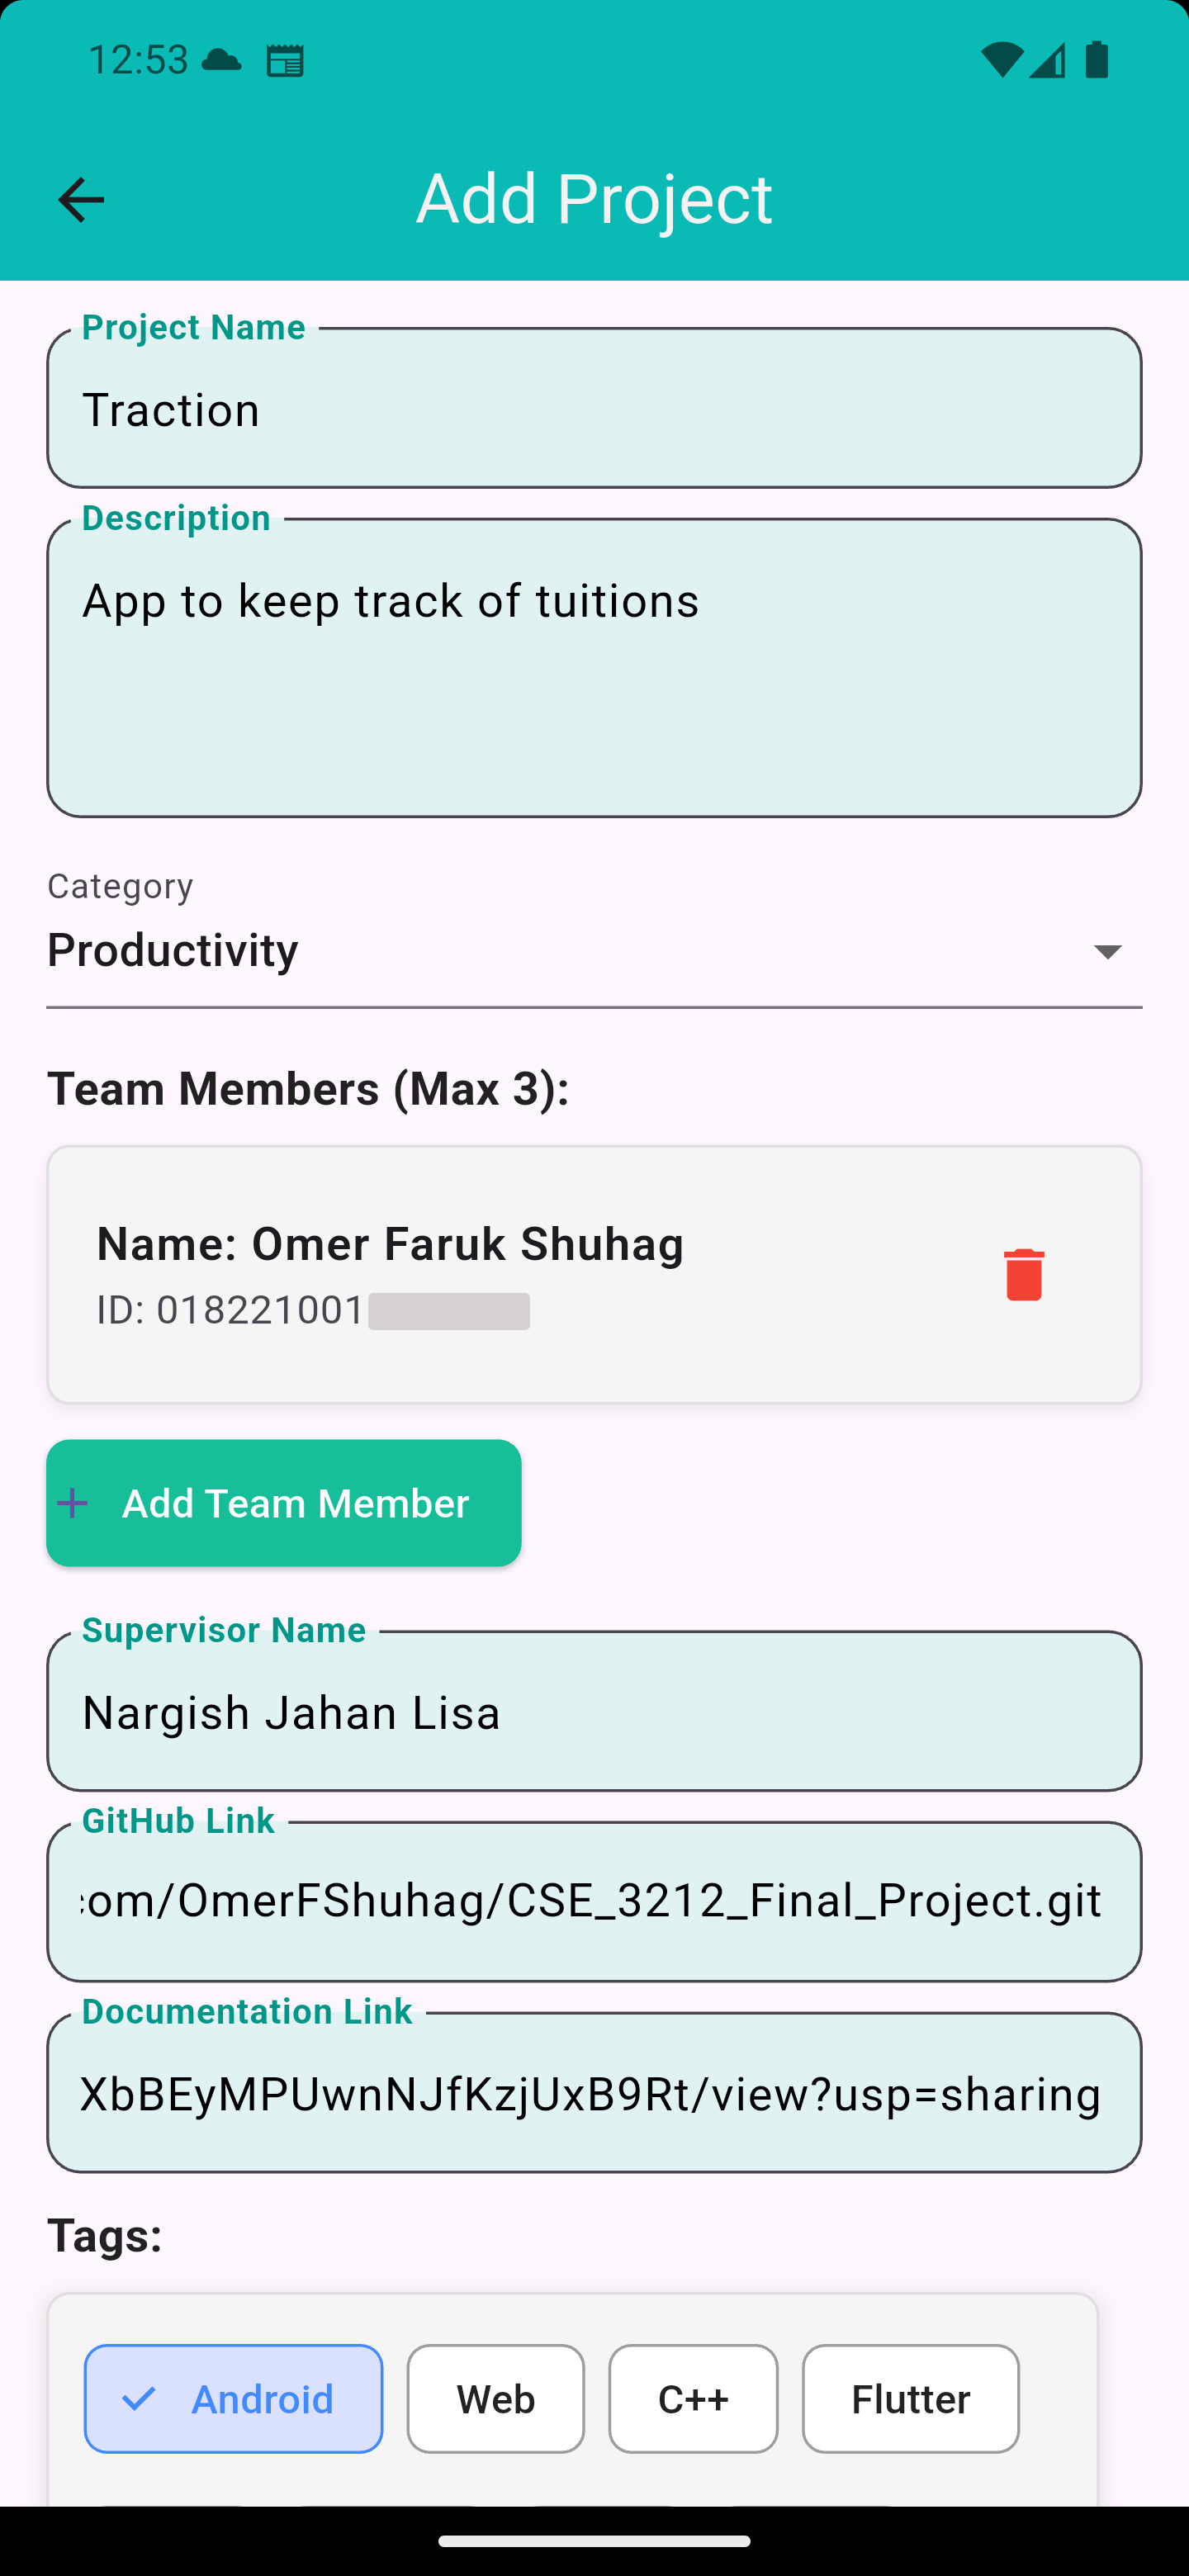 12:53
Add Project
Project Name
Traction
Description
App to keep track of tuitions
Category
Productivity
Team Members (Max 3):
Name: Omer Faruk Shuhag
ID: 018221001
+ Add Team Member
Supervisor Name
Nargish Jahan Lisa
GitHub Link
com/OmerFShuhag/CSE_3212_Final_Project.git
Documentation Link
XbBEyMPUwnNJfKzjUxB9Rt/view?usp=sharing
Tags:
Android Web C++ Flutter